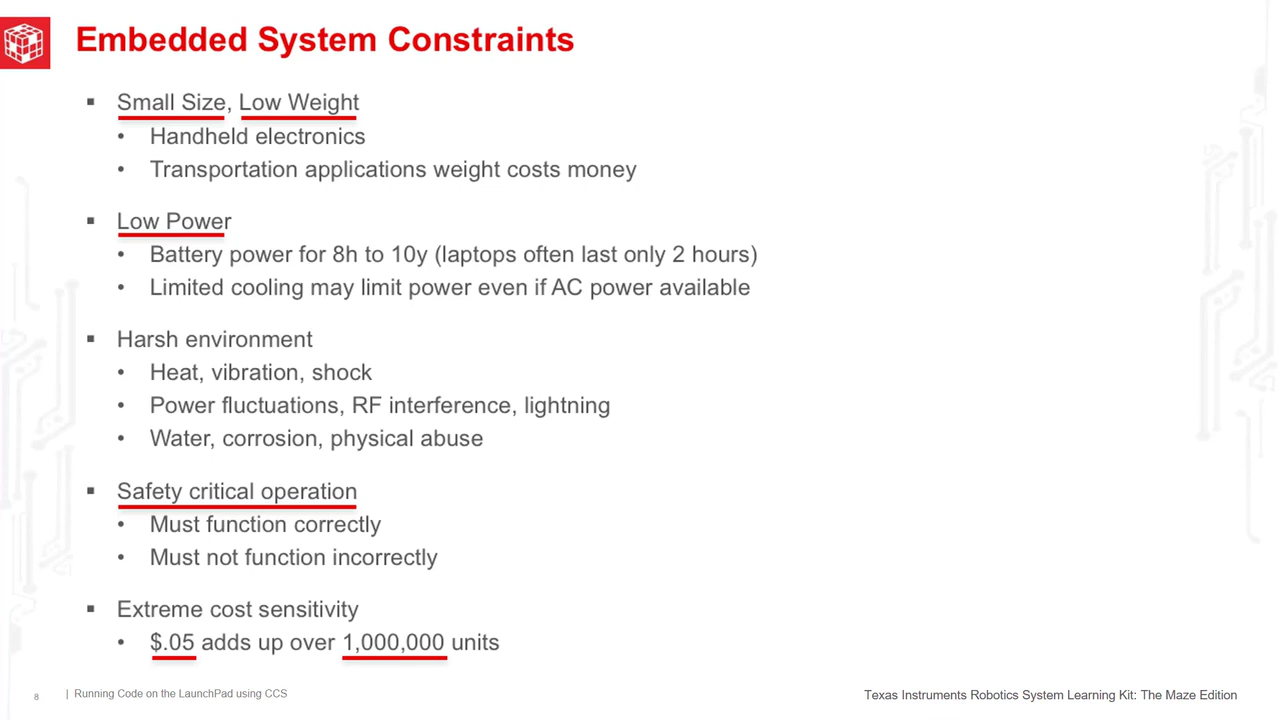 Embedded System Constraints
▪ Small Size, Low Weight
• Handheld electronics
• Transportation applications weight costs money
▪ Low Power
• Battery power for 8h to 10y (laptops often last only 2 hours)
• Limited cooling may limit power even if AC power available
▪ Harsh environment
• Heat, vibration, shock
• Power fluctuations, RF interference, lightning
• Water, corrosion, physical abuse
▪ Safety critical operation
• Must function correctly
• Must not function incorrectly
▪ Extreme cost sensitivity
• $.05 adds up over 1,000,000 units
8 | Running Code on the LaunchPad using CCS
Texas Instruments Robotics System Learning Kit: The Maze Edition